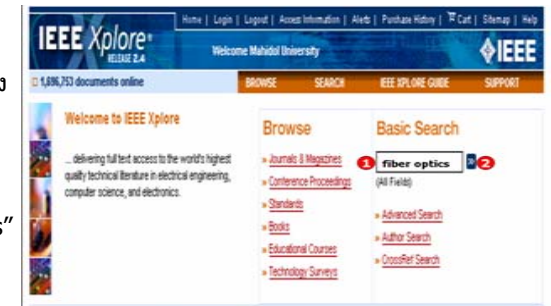 Home | Login | Logout | Access Information | Alerts | Purchase History | Cart | Sitemap | Help
IEEE Xplore
RELEASE 2.4
Welcome Mahidol University
IEEE
1,696,753 documents online
BROWSE SEARCH IEEE XPLORE GUIDE SUPPORT
Welcome to IEEE Xplore
... delivering full text access to the world's highest
quality technical literature in electrical engineering,
computer science, and electronics.
Browse
» Journals & Magazines
» Conference Proceedings
» Standards
» Books
» Educational Courses
» Technology Surveys
Basic Search
1 fiber optics » 2
(All Fields)
» Advanced Search
» Author Search
» CrossRef Search
ง
s"